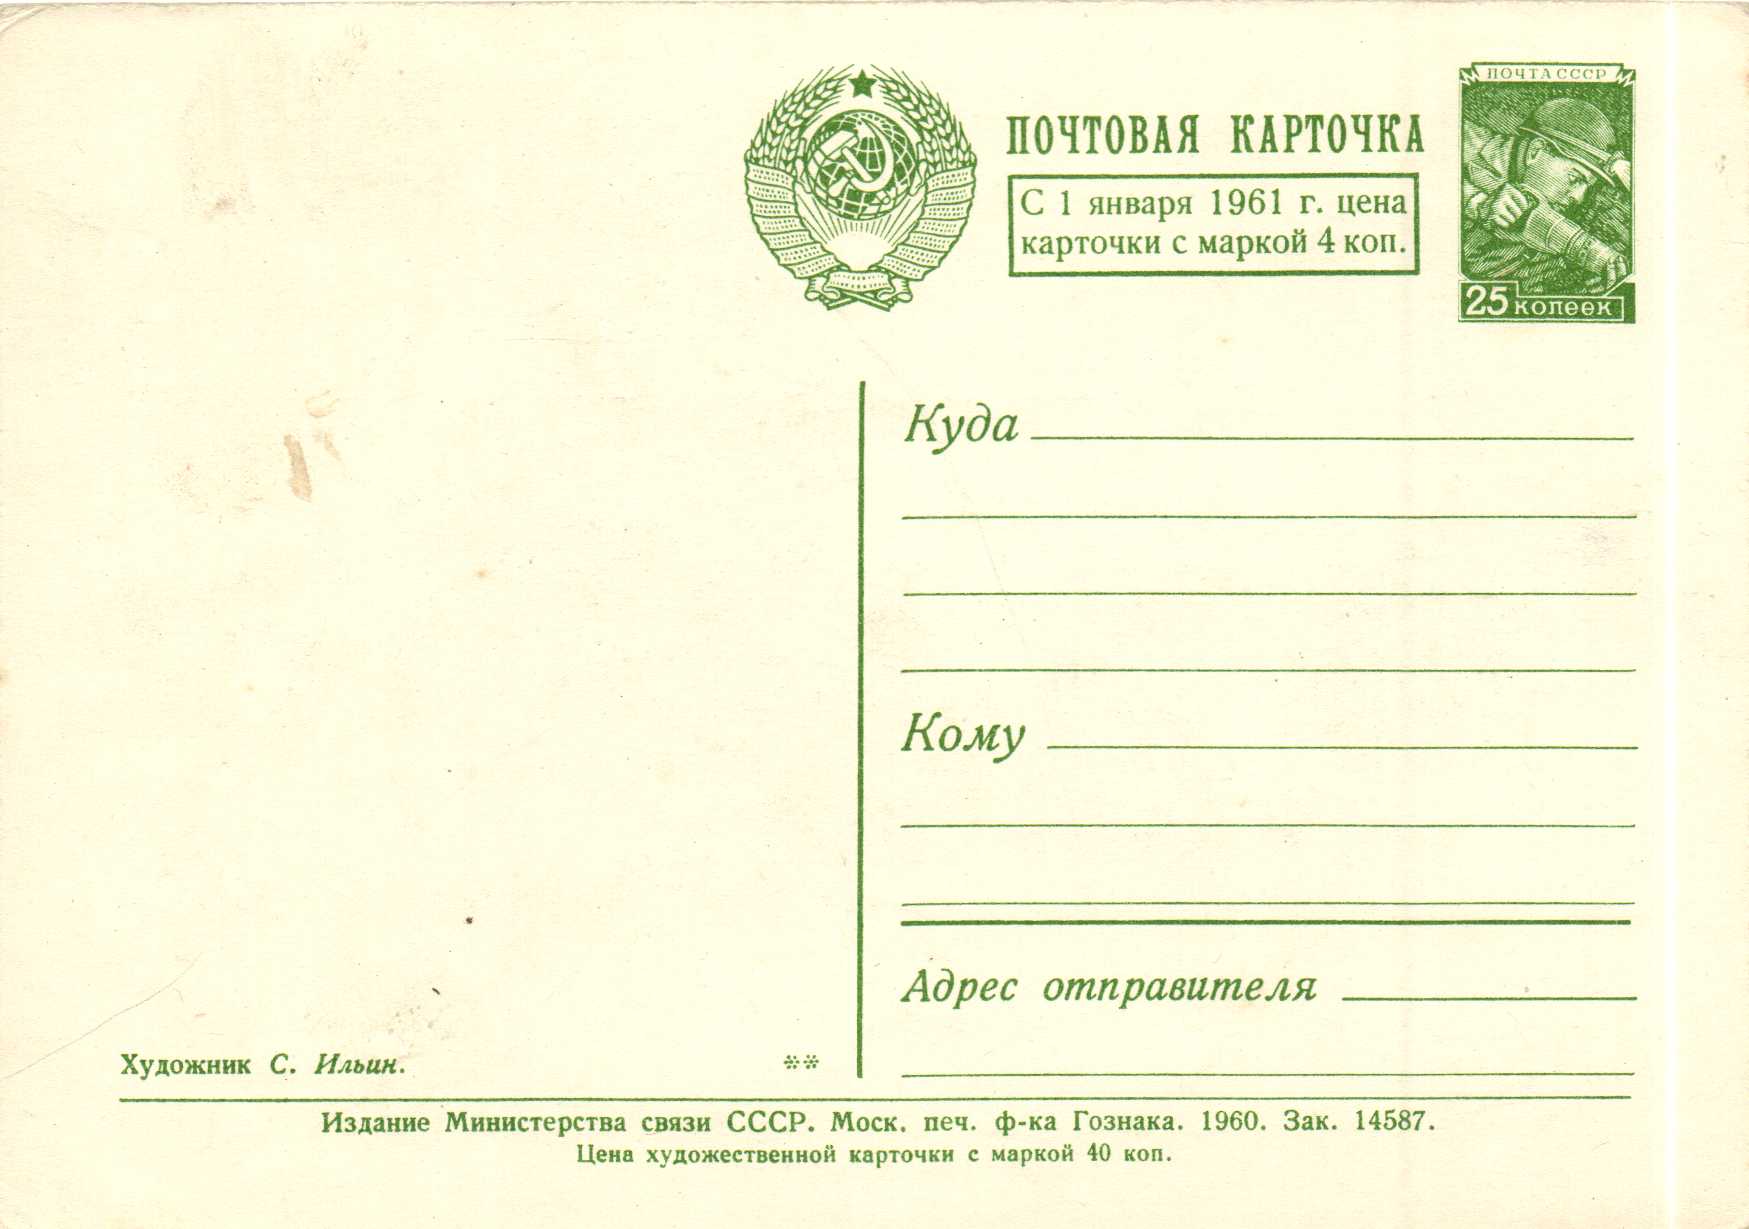 ПОЧТА СССР
ПОЧТОВАЯ КАРТОЧКА
С 1 января 1961 г. цена
карточки с маркой 4 коп.
25 копеек
Куда
Кому
Адрес отправителя
Художник С. Ильин.
**
Издание Министерства связи СССР. Моск. печ. ф-ка Гознака. 1960. Зак. 14587.
Цена художественной карточки с маркой 40 коп.